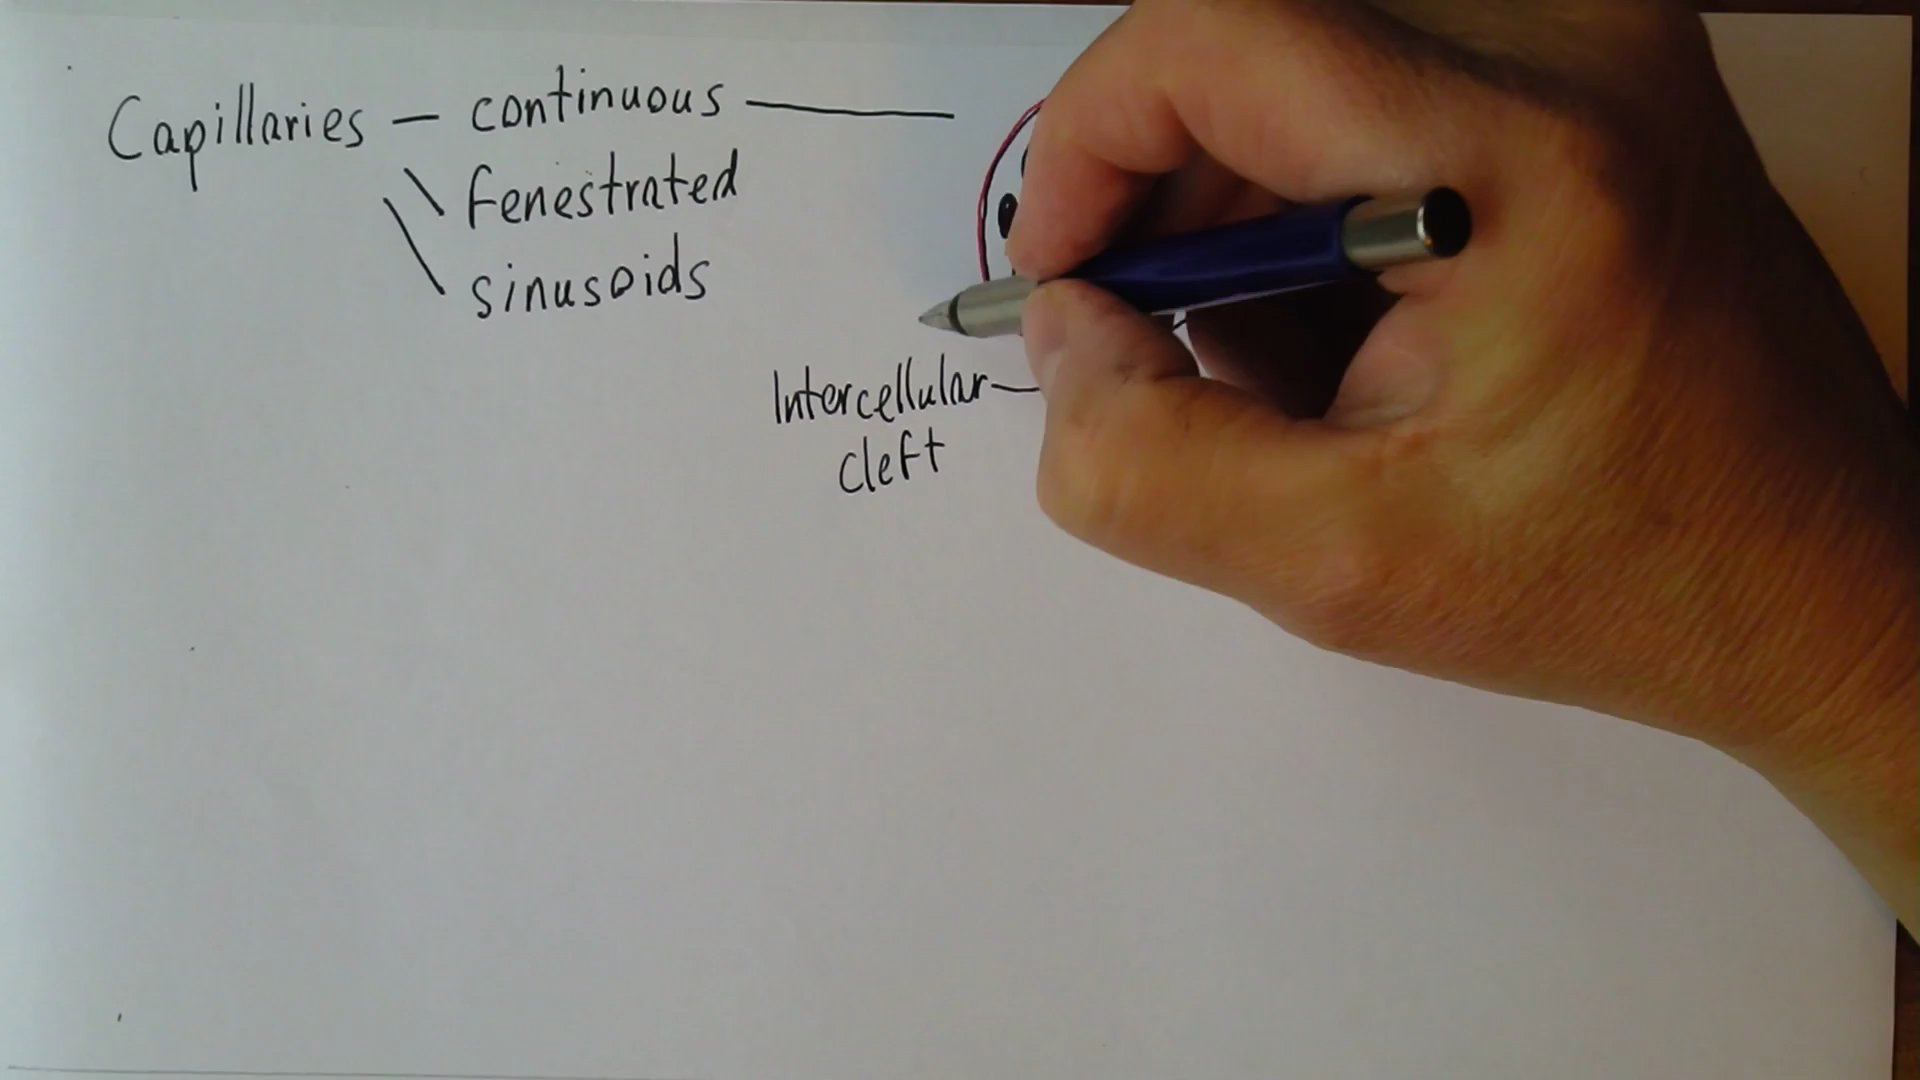 Capillaries – continuous
fenestrated
sinusoids
Intercellular
cleft